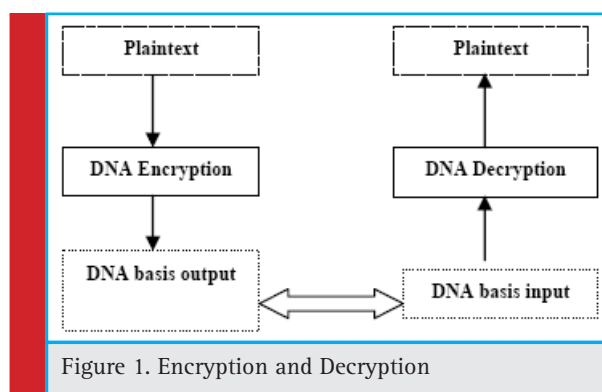 Plaintext
Plaintext
DNA Encryption
DNA Decryption
DNA basis output
DNA basis input
Figure 1. Encryption and Decryption